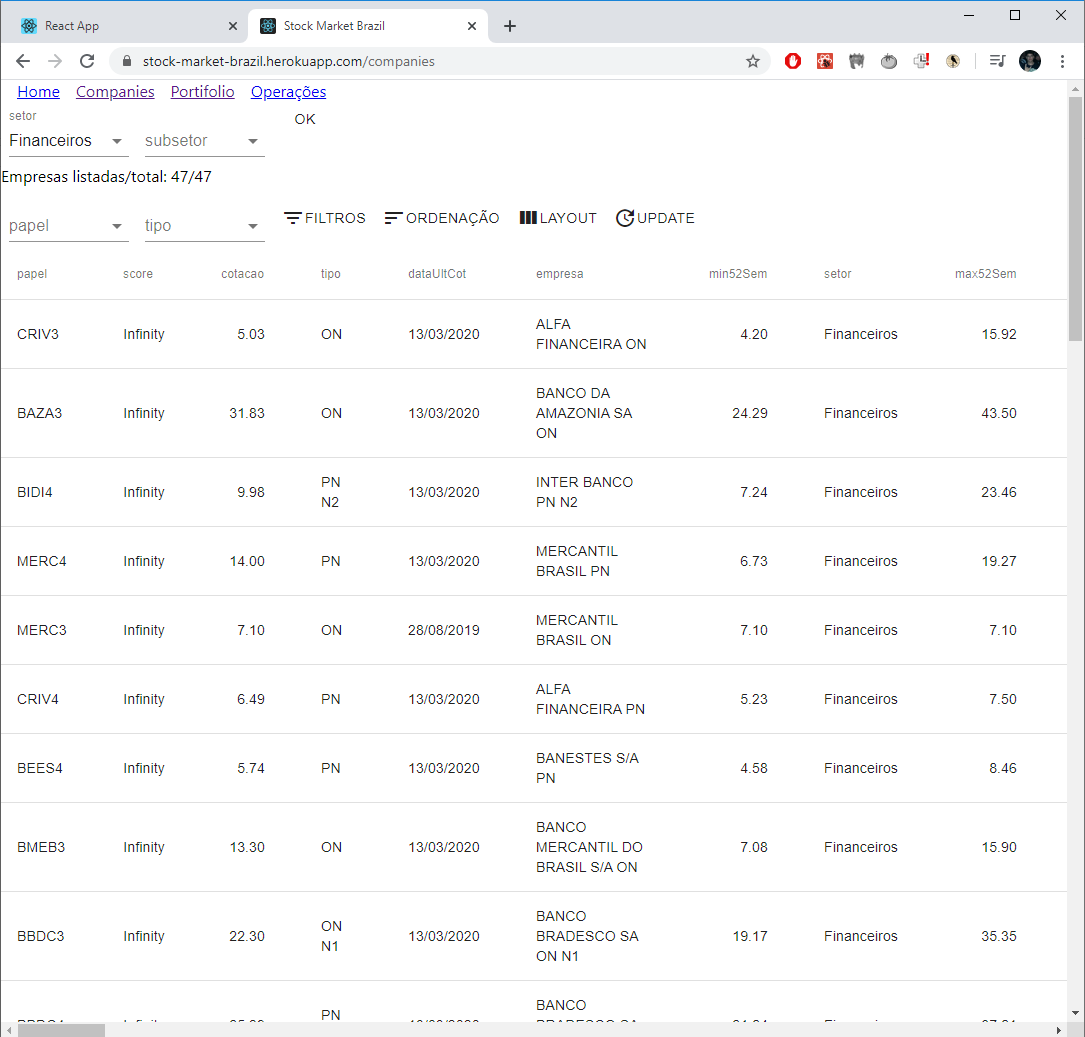 React App
Stock Market Brazil
stock-market-brazil.herokuapp.com/companies
Home Companies Portifolio Operações
setor
OK
Financeiros subsetor
Empresas listadas/total: 47/47
papel tipo FILTROS ORDENAÇÃO LAYOUT UPDATE
papel score cotacao tipo dataUltCot empresa min52Sem setor max52Sem
CRIV3 Infinity 5.03 ON 13/03/2020 ALFA FINANCEIRA ON 4.20 Financeiros 15.92
BAZA3 Infinity 31.83 ON 13/03/2020 BANCO DA AMAZONIA SA ON 24.29 Financeiros 43.50
BIDI4 Infinity 9.98 PN N2 13/03/2020 INTER BANCO PN N2 7.24 Financeiros 23.46
MERC4 Infinity 14.00 PN 13/03/2020 MERCANTIL BRASIL PN 6.73 Financeiros 19.27
MERC3 Infinity 7.10 ON 28/08/2019 MERCANTIL BRASIL ON 7.10 Financeiros 7.10
CRIV4 Infinity 6.49 PN 13/03/2020 ALFA FINANCEIRA PN 5.23 Financeiros 7.50
BEES4 Infinity 5.74 PN 13/03/2020 BANESTES S/A PN 4.58 Financeiros 8.46
BMEB3 Infinity 13.30 ON 13/03/2020 BANCO MERCANTIL DO BRASIL S/A ON 7.08 Financeiros 15.90
BBDC3 Infinity 22.30 ON N1 13/03/2020 BANCO BRADESCO SA ON N1 19.17 Financeiros 35.35
PN BANCO